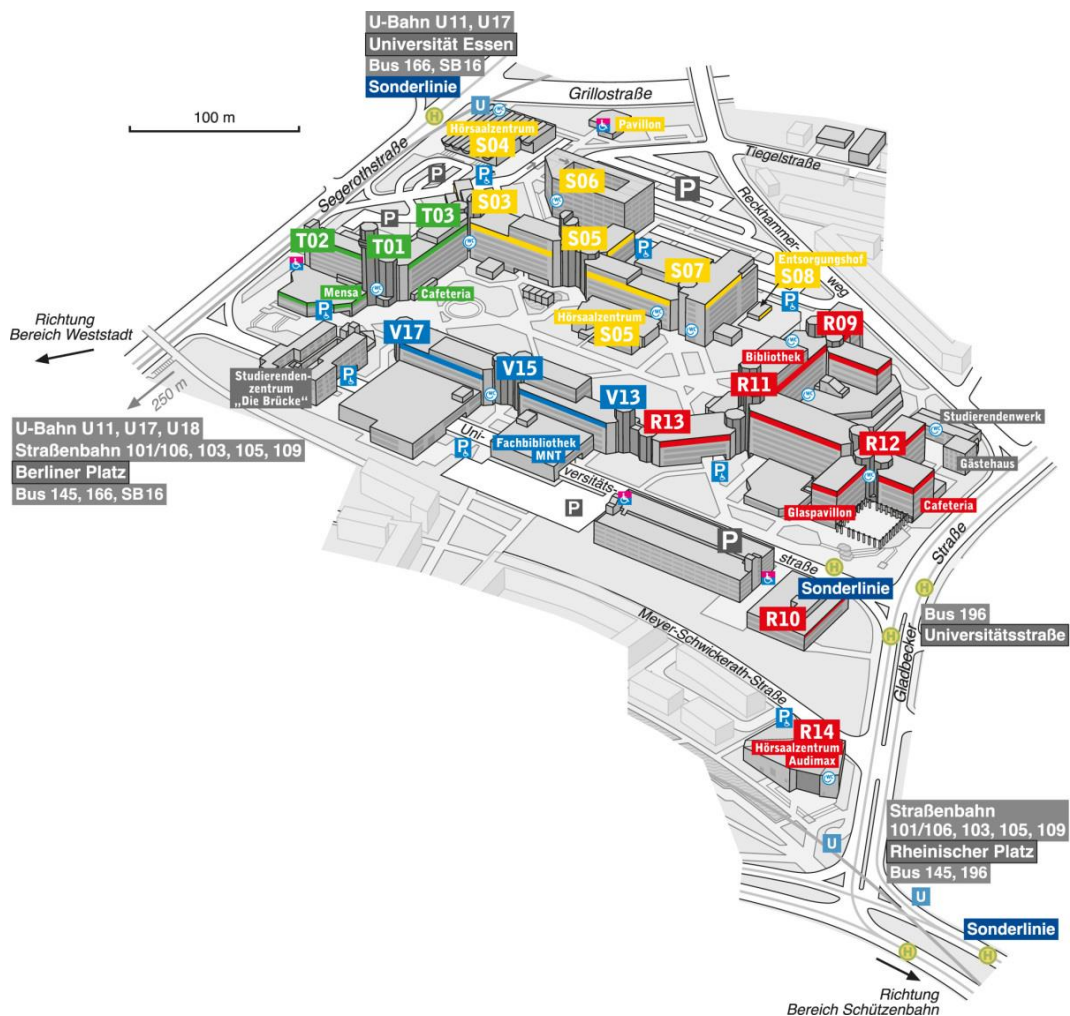 U-Bahn U11, U17
Universität Essen
Bus 166, SB16
Sonderlinie
100 m
Grillostraße
U
H
Hörsaalzentrum
S04
Pavillon
Tiegelstraße
Segerothstraße
P
P
S03
S06
P
Reckhammer-
weg
T03
P
T02
T01
S05
P
S07
Entsorgungshof
S08
P
Mensa
Cafeteria
P
Hörsaalzentrum
S05
Richtung
Bereich Weststadt
V17
R09
Bibliothek
Studierenden-
zentrum
„Die Brücke“
P
V15
R11
250 m
V13
R13
Studierendenwerk
U-Bahn U11, U17, U18
Straßenbahn 101/106, 103, 105, 109
Berliner Platz
Bus 145, 166, SB16
Uni-
versitäts-
straße
P
Fachbibliothek
MNT
R12
Gästehaus
P
Glaspavillon
Cafeteria
P
P
Sonderlinie
H
R10
H
Bus 196
Universitätsstraße
H
Gladbecker
Straße
Meyer-Schwickerath-Straße
P
R14
Hörsaalzentrum
Audimax
Straßenbahn
101/106, 103, 105, 109
Rheinischer Platz
Bus 145, 196
U
U
Sonderlinie
H
H
Richtung
Bereich Schützenbahn